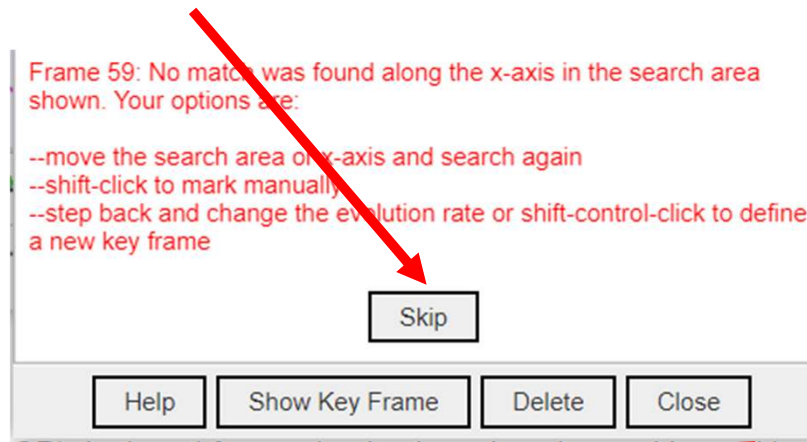 Frame 59: No match was found along the x-axis in the search area
shown. Your options are:
--move the search area or x-axis and search again
--shift-click to mark manually
--step back and change the evolution rate or shift-control-click to define
a new key frame
Skip
Help Show Key Frame Delete Close